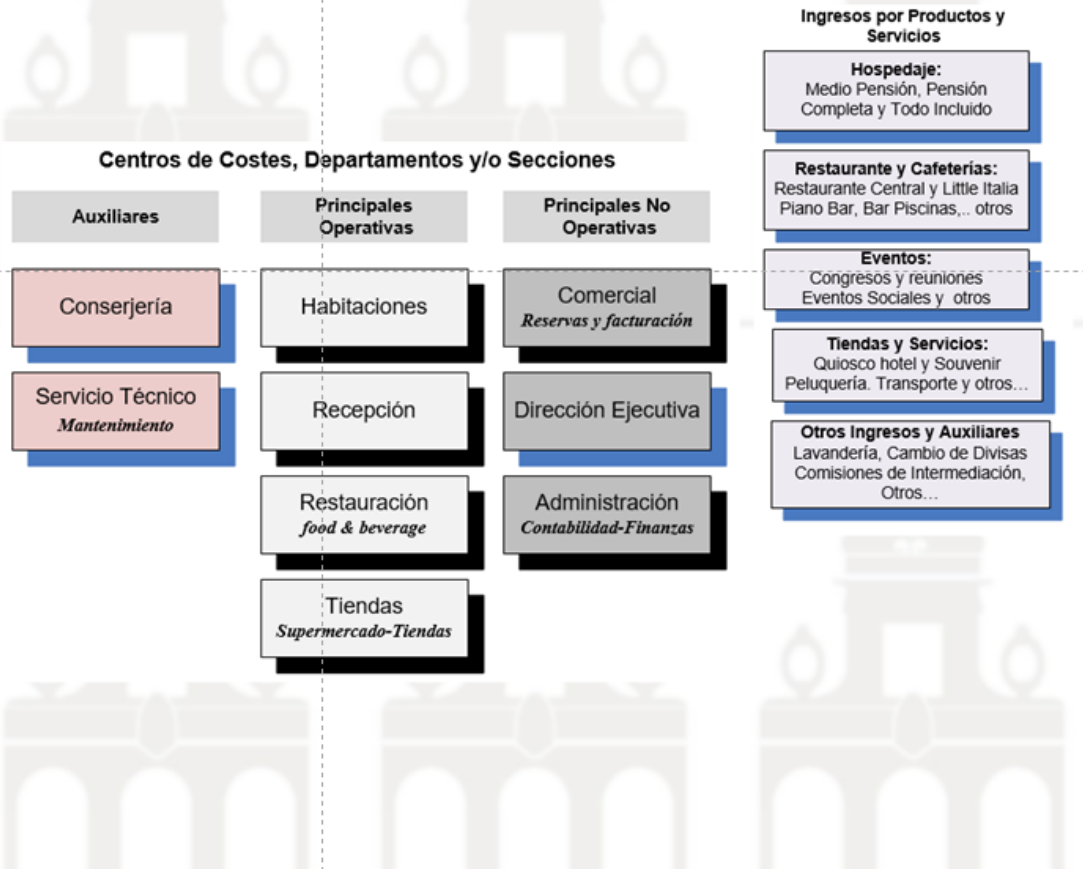 Centros de Costes, Departamentos y/o Secciones
Auxiliares
Conserjería
Servicio Técnico
Mantenimiento
Principales
Operativas
Habitaciones
Recepción
Restauración
food & beverage
Tiendas
Supermercado-Tiendas
Principales No
Operativas
Comercial
Reservas y facturación
Dirección Ejecutiva
Administración
Contabilidad-Finanzas
Ingresos por Productos y
Servicios
Hospedaje:
Medio Pensión, Pensión
Completa y Todo Incluido
Restaurante y Cafeterías:
Restaurante Central y Little Italia
Piano Bar, Bar Piscinas,.. otros
Eventos:
Congresos y reuniones
Eventos Sociales y otros
Tiendas y Servicios:
Quiosco hotel y Souvenir
Peluquería. Transporte y otros…
Otros Ingresos y Auxiliares
Lavandería, Cambio de Divisas
Comisiones de Intermediación,
Otros…